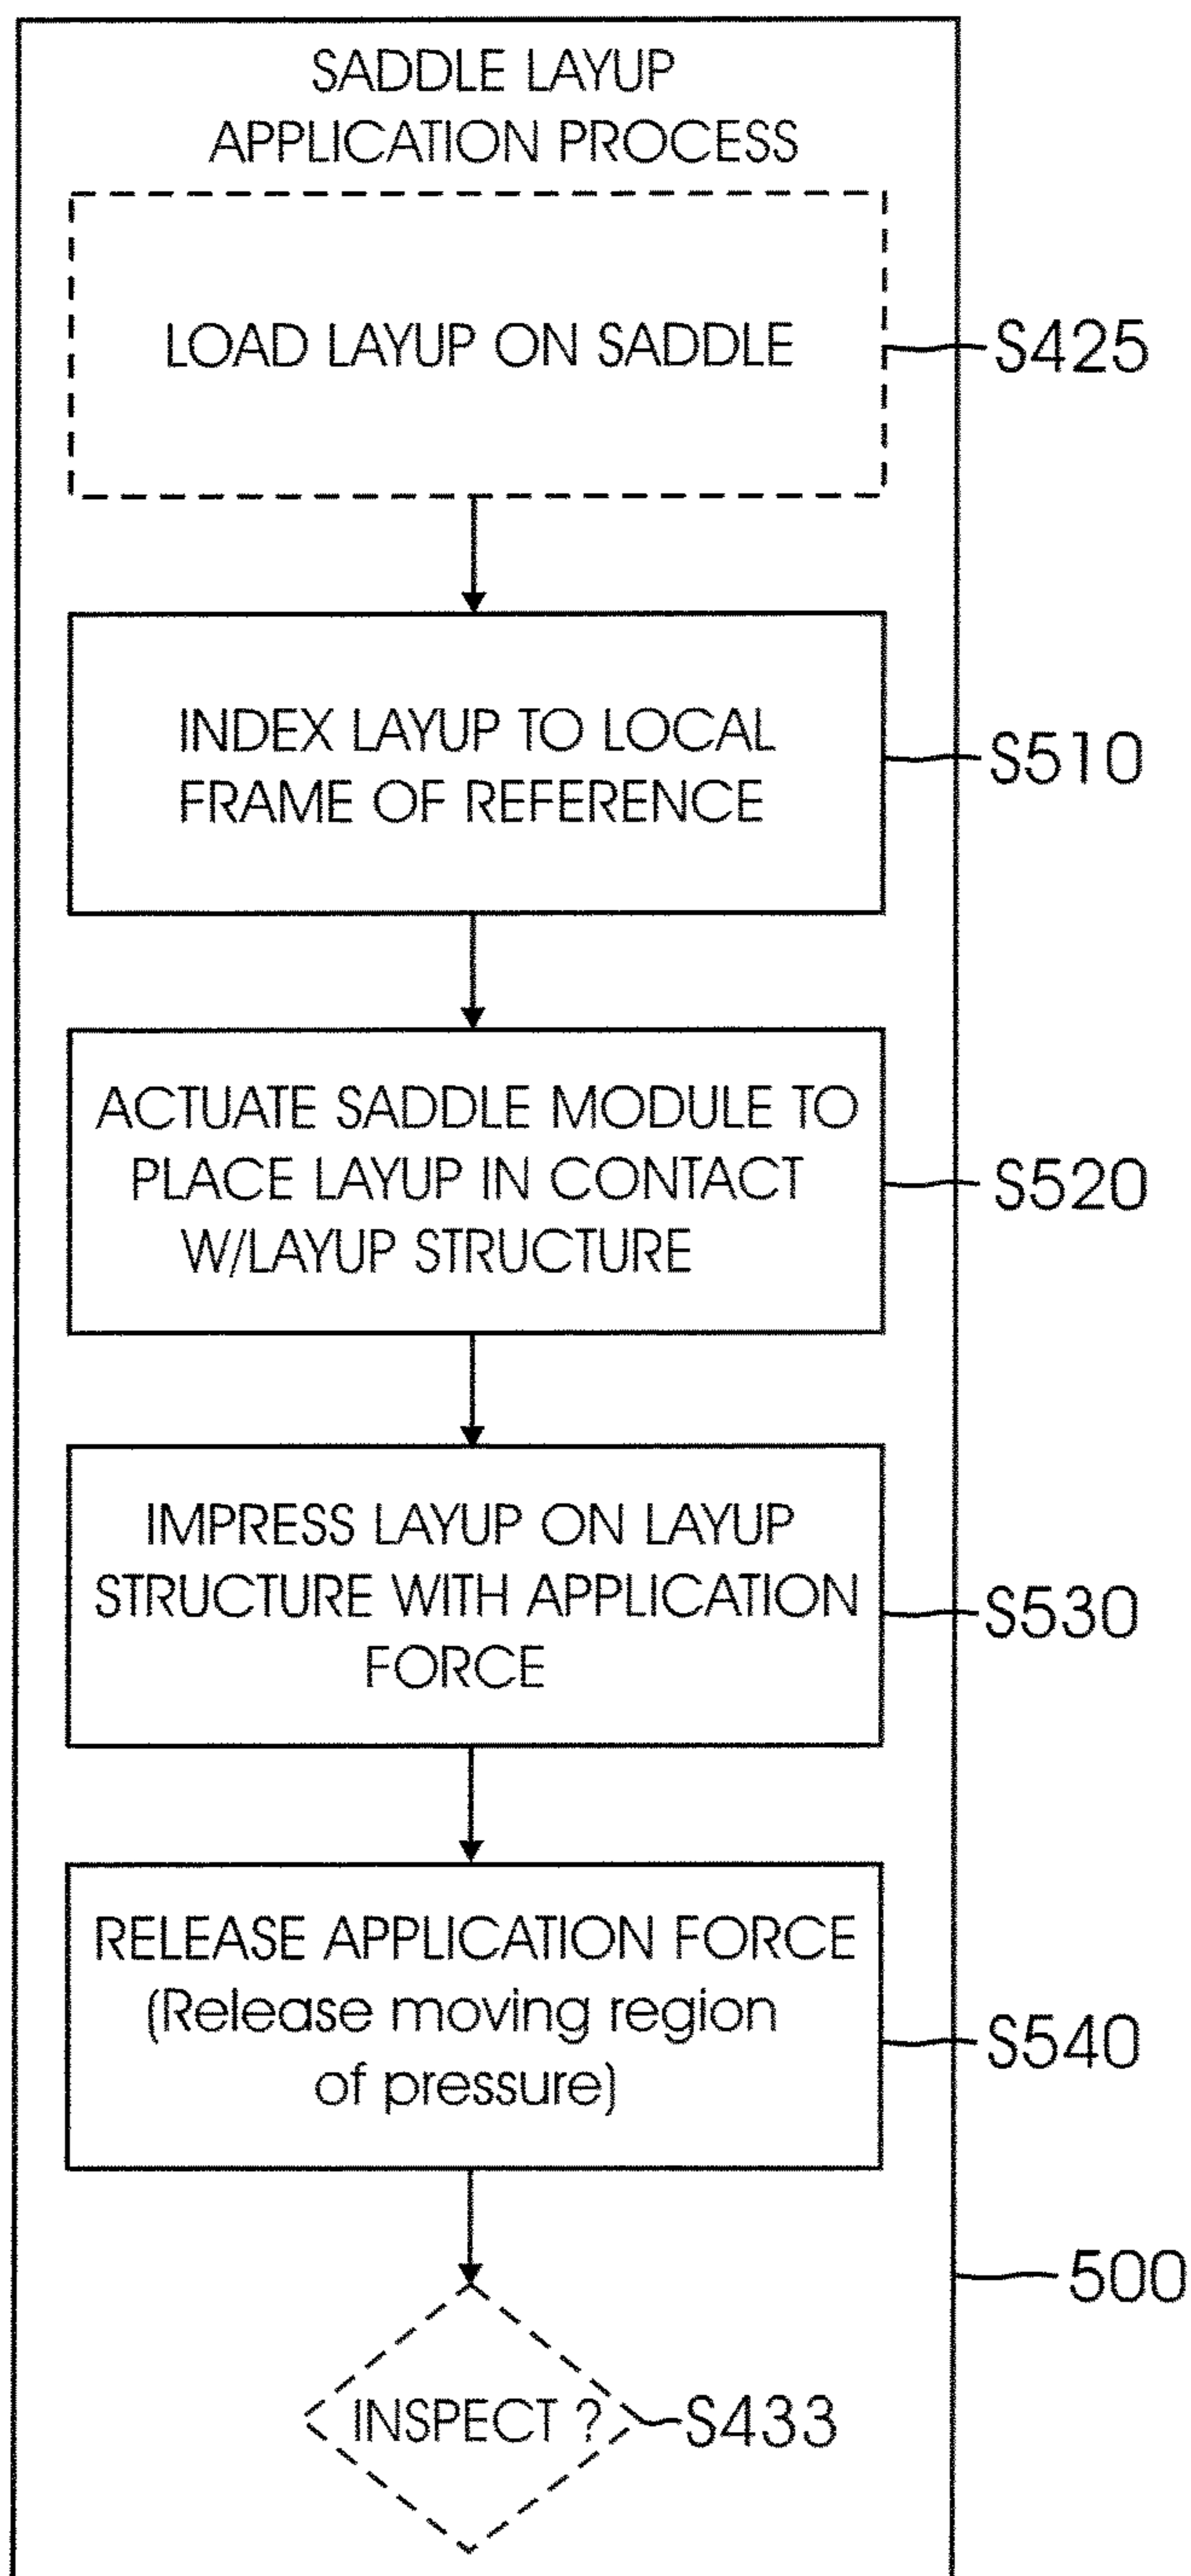 SADDLE LAYUP
APPLICATION PROCESS
LOAD LAYUP ON SADDLE
S425
INDEX LAYUP TO LOCAL
FRAME OF REFERENCE
S510
ACTUATE SADDLE MODULE TO
PLACE LAYUP IN CONTACT
W/LAYUP STRUCTURE
S520
IMPRESS LAYUP ON LAYUP
STRUCTURE WITH APPLICATION
FORCE
S530
RELEASE APPLICATION FORCE
(Release moving region
of pressure)
S540
500
INSPECT ?
S433